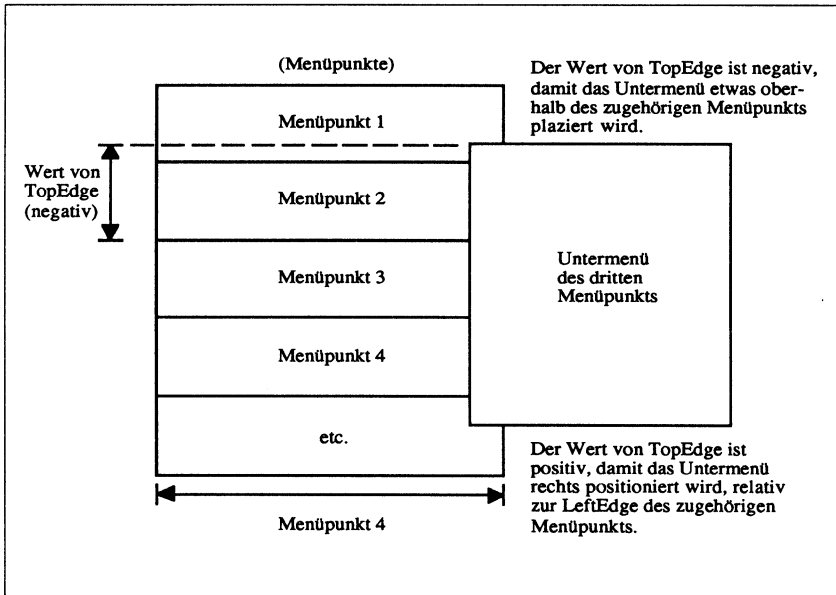 (Menüpunkte)
Der Wert von TopEdge ist negativ,
damit das Untermenü etwas ober-
halb des zugehörigen Menüpunkts
plaziert wird.
Menüpunkt 1
Wert von
TopEdge
(negativ)
Menüpunkt 2
Menüpunkt 3
Untermenü
des dritten
Menüpunkts
Menüpunkt 4
etc.
Der Wert von TopEdge ist
positiv, damit das Untermenü
rechts positioniert wird, relativ
zur LeftEdge des zugehörigen
Menüpunkts.
Menüpunkt 4